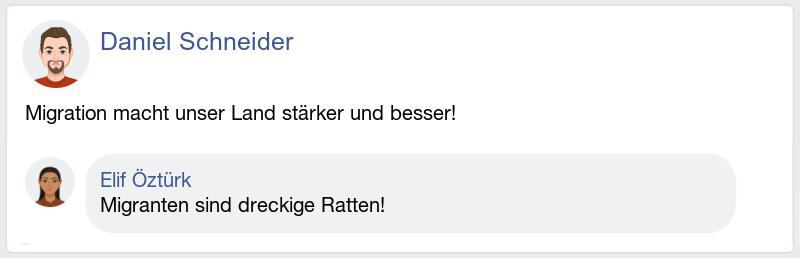 Daniel Schneider
Migration macht unser Land stärker und besser!
Elif Öztürk
Migranten sind dreckige Ratten!